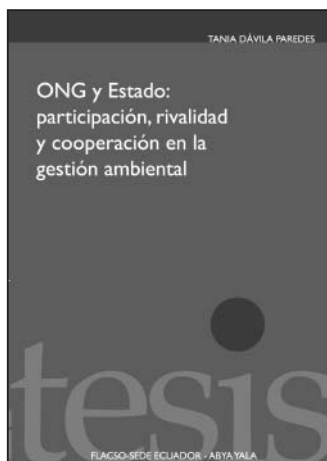 TANIA DÁVILA PAREDES
ONG y Estado:
participación, rivalidad
y cooperación en la
gestión ambiental
tesis
FLACSO-SEDE ECUADOR - ABYA YALA